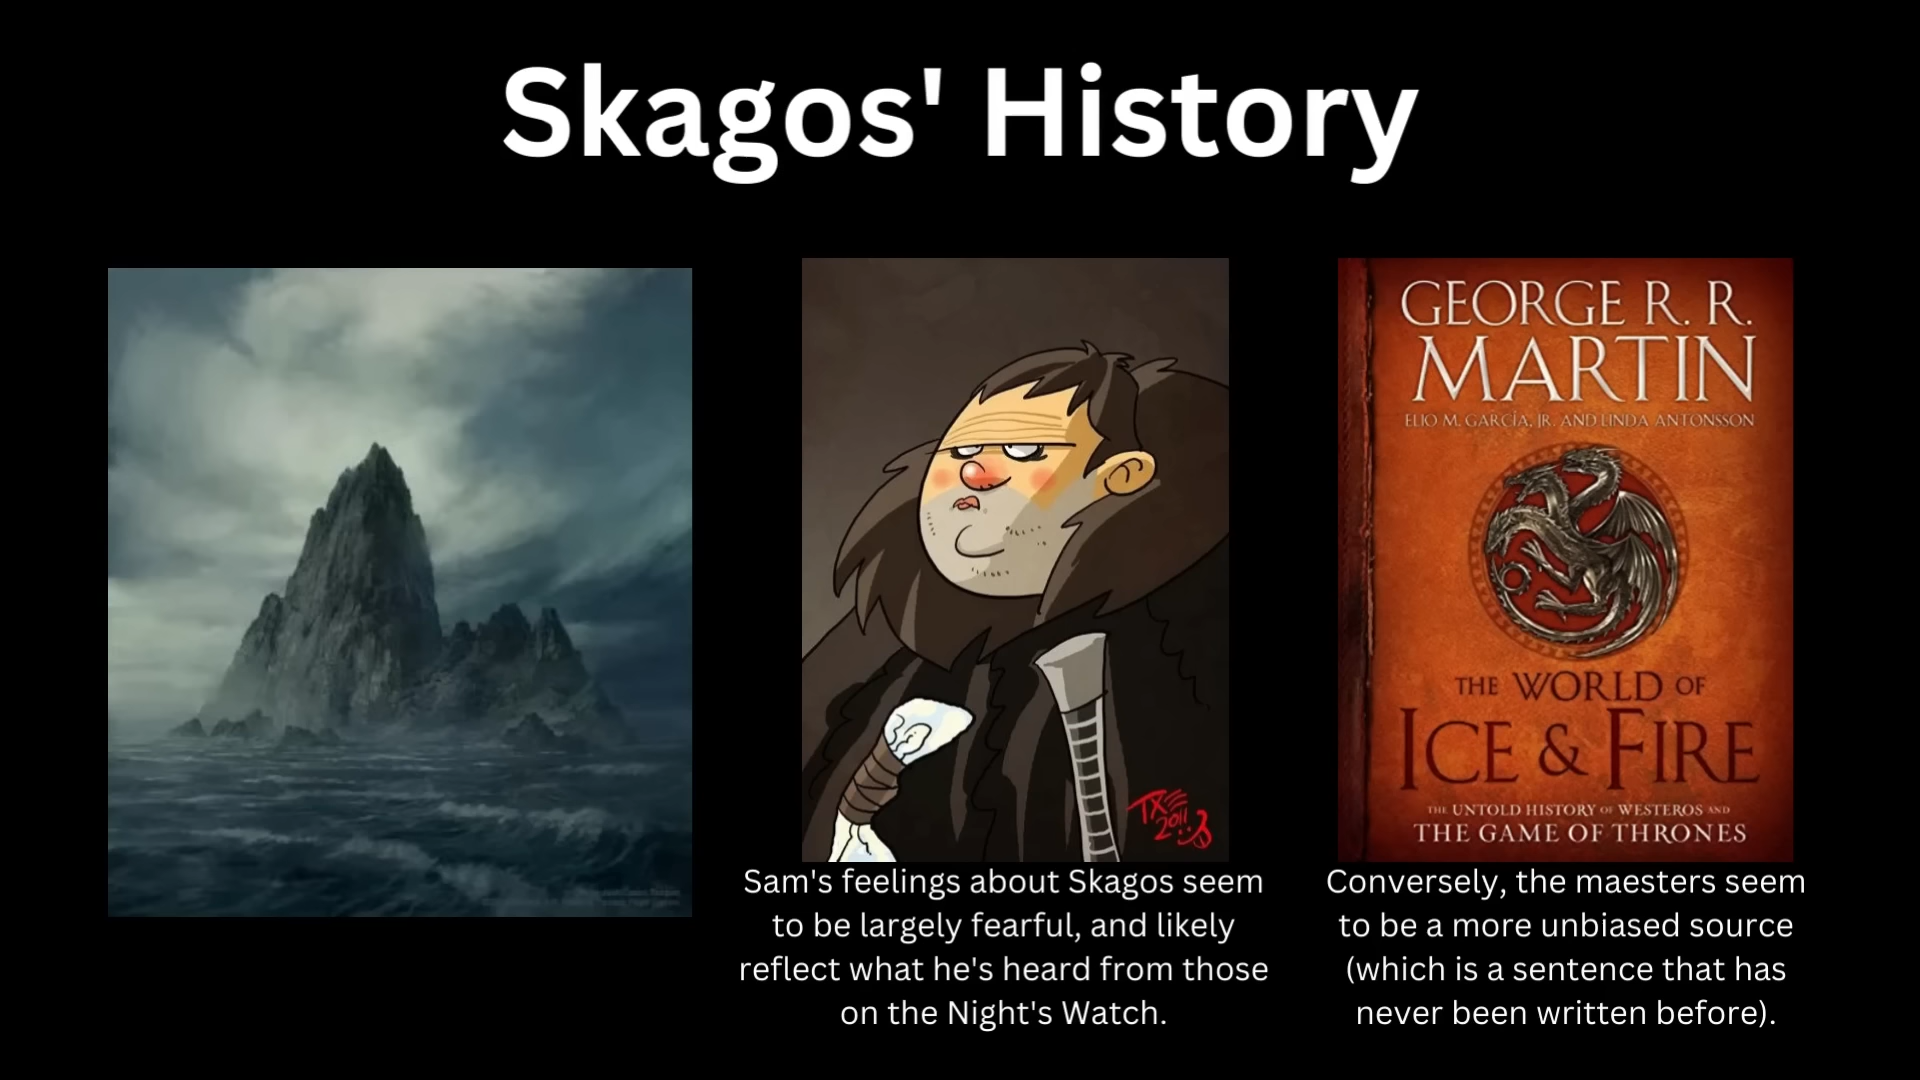 Skagos' History
GEORGE R. R.
MARTIN
ELIO M. GARCÍA, JR. AND LINDA ANTONSSON
THE WORLD OF
ICE & FIRE
THE UNTOLD HISTORY OF WESTEROS AND
THE GAME OF THRONES
TXE
2011
Sam's feelings about Skagos seem
to be largely fearful, and likely
reflect what he's heard from those
on the Night's Watch.
Conversely, the maesters seem
to be a more unbiased source
(which is a sentence that has
never been written before).